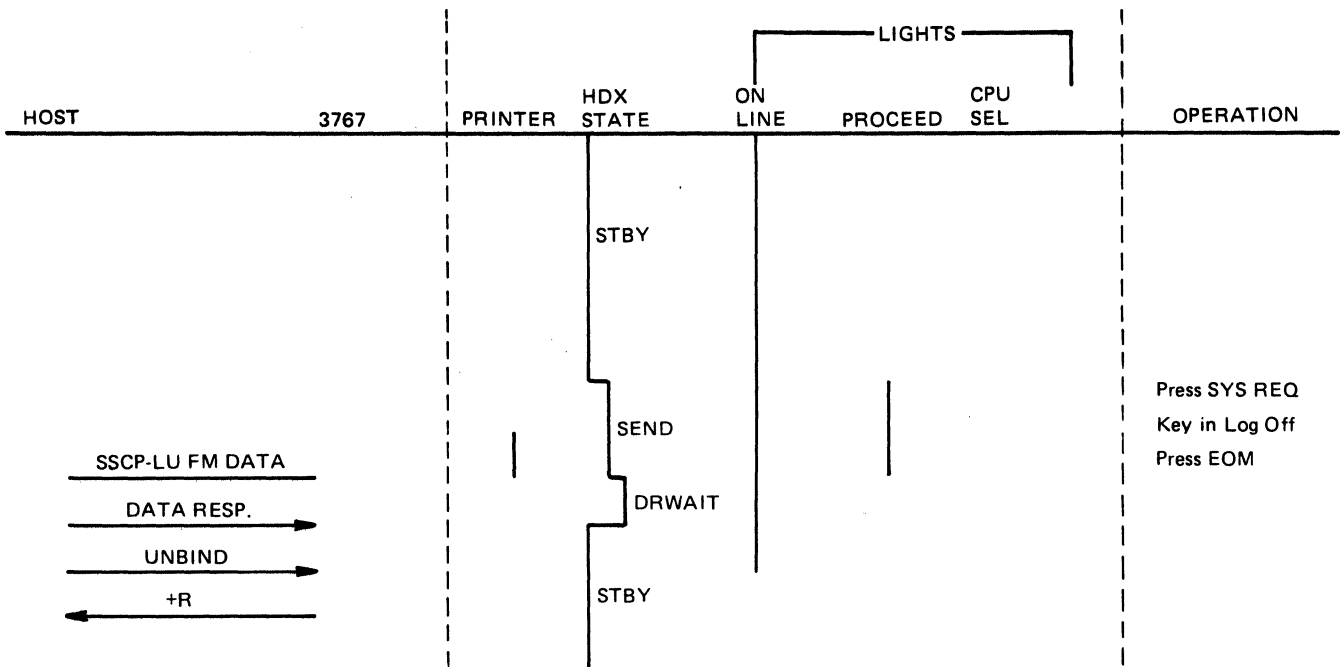 LIGHTS
HOST 3767 PRINTER HDX STATE ON LINE PROCEED CPU SEL OPERATION
STBY
Press SYS REQ
SEND Key in Log Off
SSCP-LU FM DATA Press EOM
DRWAIT
DATA RESP.
UNBIND
STBY
+R